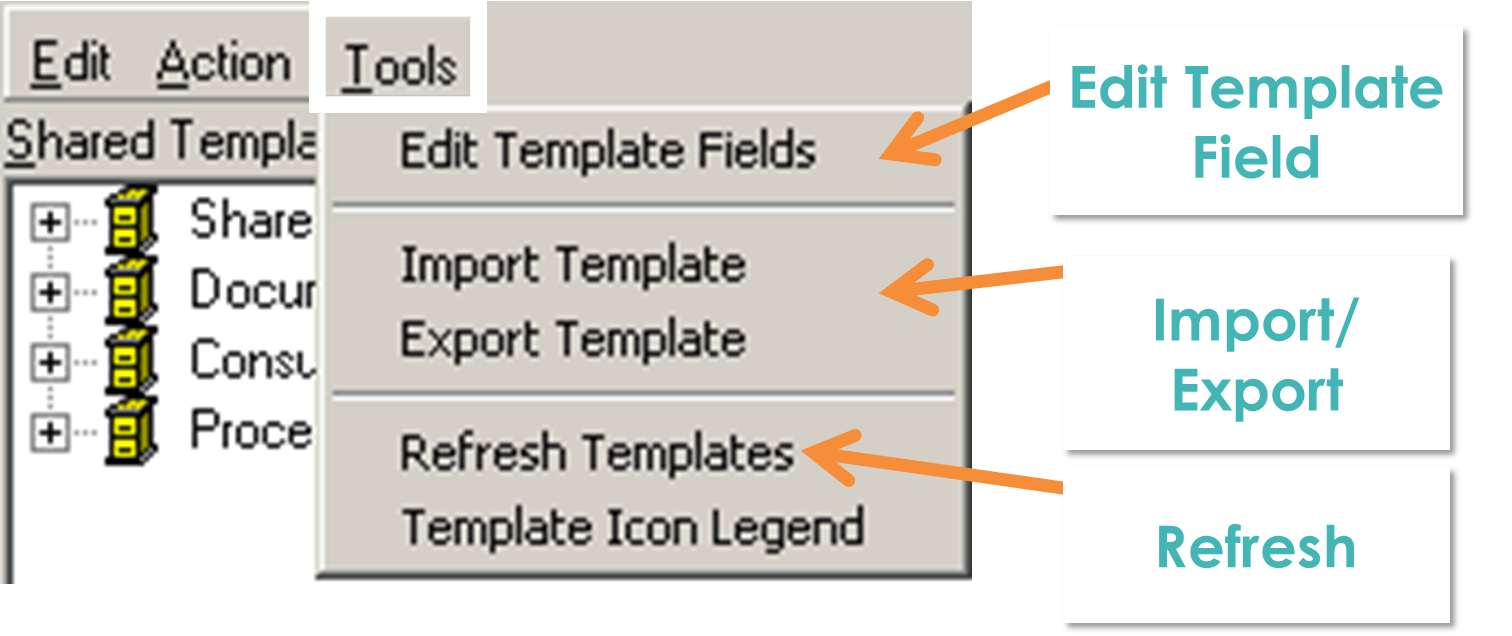 Edit Action Tools
Shared Templa
Share
Docum
Consu
Proce
Edit Template Fields
Import Template
Export Template
Refresh Templates
Template Icon Legend
Edit Template
Field
Import/
Export
Refresh